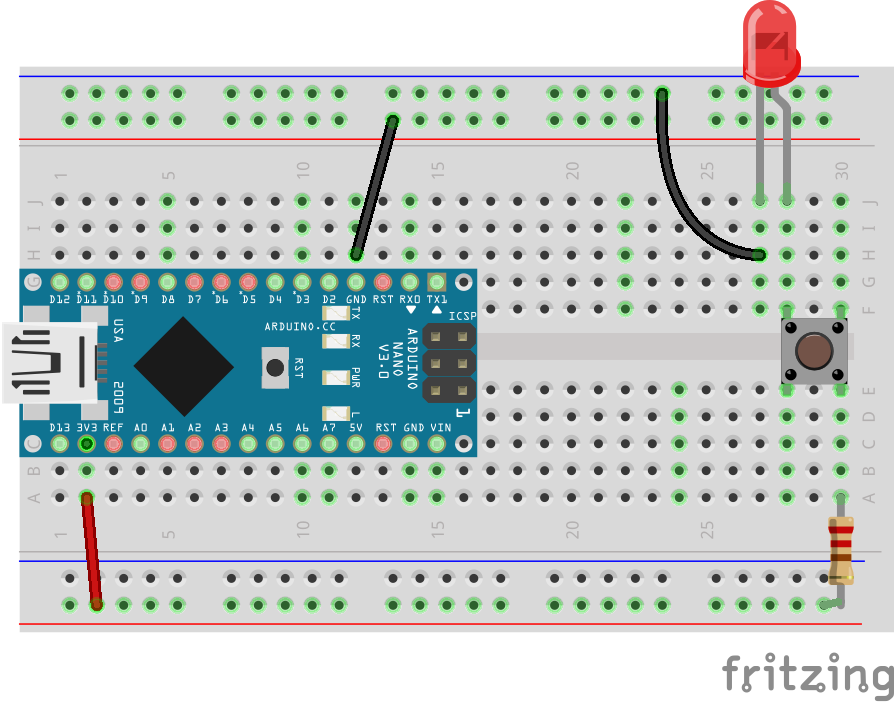 1 5 10 15 20 25 30
J J
I I
H H
G G
F
D12 D11 D10 D9 D8 D7 D6 D5 D4 D3 D2 GND RST RX0 TX1
ARDUINO.CC
TX
RX
PWR
L
RST
ICSP
ARDUINO
NANO
V3.0
1
USA
2009
D13 3V3 REF A0 A1 A2 A3 A4 A5 A6 A7 5V RST GND VIN
E
D
C C
B B
A A
1 5 10 15 20 25
fritzing